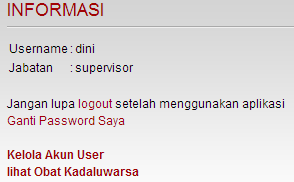 INFORMASI
Username : dini
Jabatan : supervisor
Jangan lupa logout setelah menggunakan aplikasi
Ganti Password Saya
Kelola Akun User
lihat Obat Kadaluwarsa